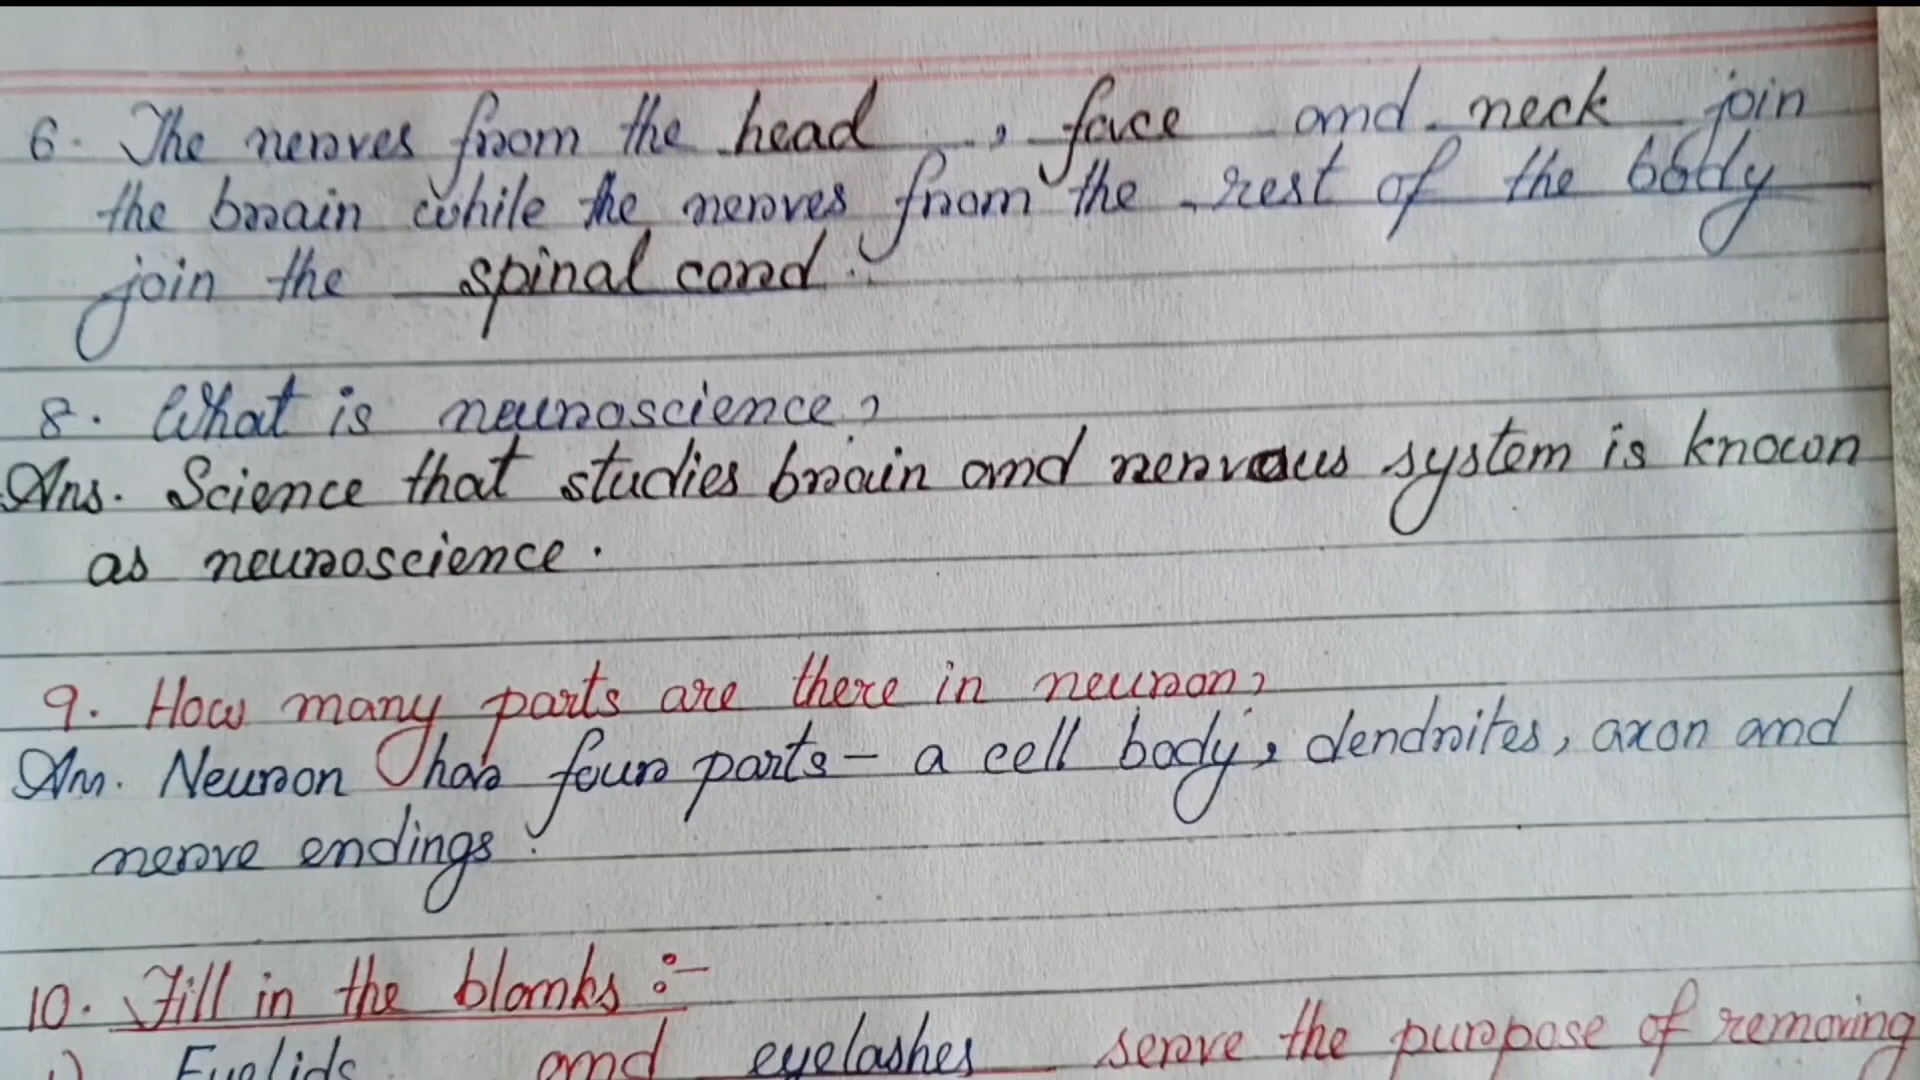 6. The nerves from the head , face and neck join
the brain while the nerves from the rest of the body
join the spinal cord.
8. What is neuroscience?
Ans. Science that studies brain and nervous system is known
as neuroscience.
9. How many parts are there in neuron?
Ans. Neuron has four parts - a cell body, dendrites, axon and
nerve endings.
10. Fill in the blanks :-
i) Eyelids and eyelashes serve the purpose of removing